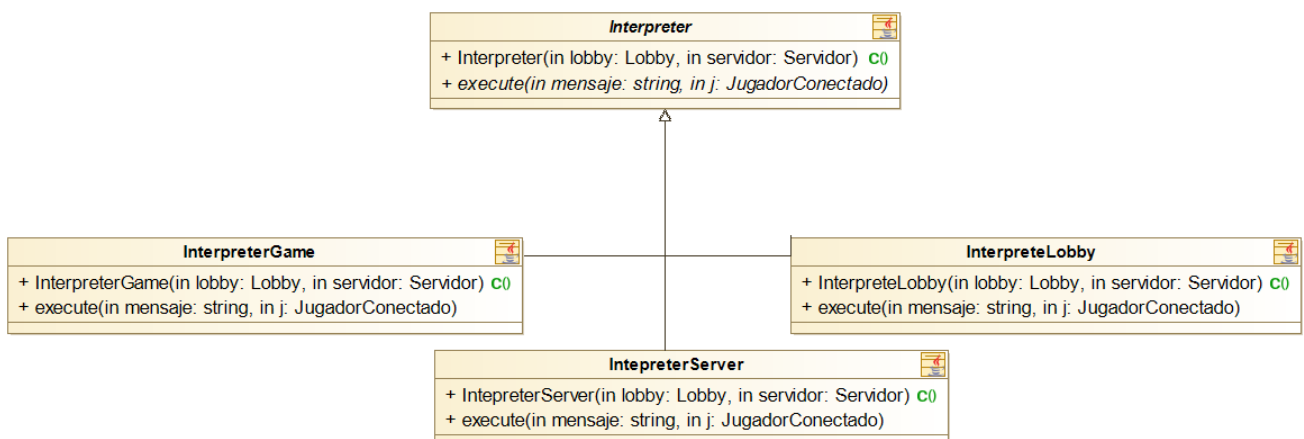 Interpreter
+ Interpreter(in lobby: Lobby, in servidor: Servidor) C()
+ execute(in mensaje: string, in j: JugadorConectado)
InterpreterGame
+ InterpreterGame(in lobby: Lobby, in servidor: Servidor) C()
+ execute(in mensaje: string, in j: JugadorConectado)
InterpreteLobby
+ InterpreteLobby(in lobby: Lobby, in servidor: Servidor) C()
+ execute(in mensaje: string, in j: JugadorConectado)
IntepreterServer
+ IntepreterServer(in lobby: Lobby, in servidor: Servidor) C()
+ execute(in mensaje: string, in j: JugadorConectado)